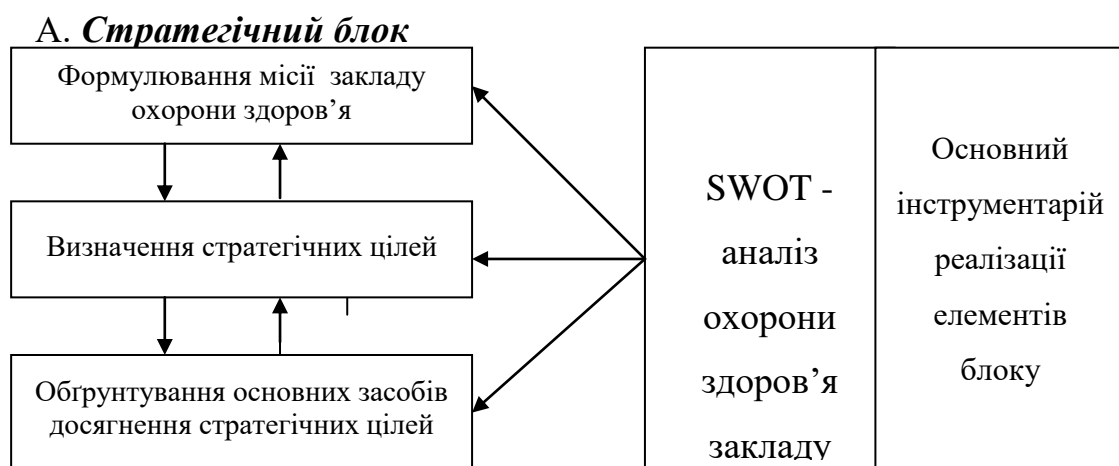 А. Стратегічний блок
Формулювання місії закладу
охорони здоров’я
Визначення стратегічних цілей
Обґрунтування основних засобів
досягнення стратегічних цілей
SWOT -
аналіз
охорони
здоров’я
закладу
Основний
інструментарій
реалізації
елементів
блоку